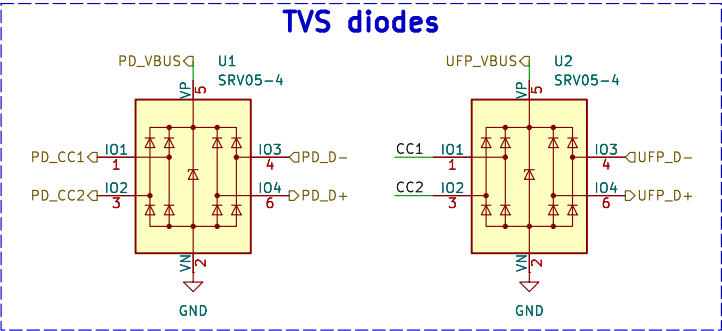 TVS diodes
PD_VBUS
U1
SRV05-4
VP
5
PD_CC1
IO1
1
IO3
4
PD_D-
PD_CC2
IO2
3
IO4
6
PD_D+
VN
2
GND
UFP_VBUS
U2
SRV05-4
VP
5
CC1
IO1
1
IO3
4
UFP_D-
CC2
IO2
3
IO4
6
UFP_D+
VN
2
GND